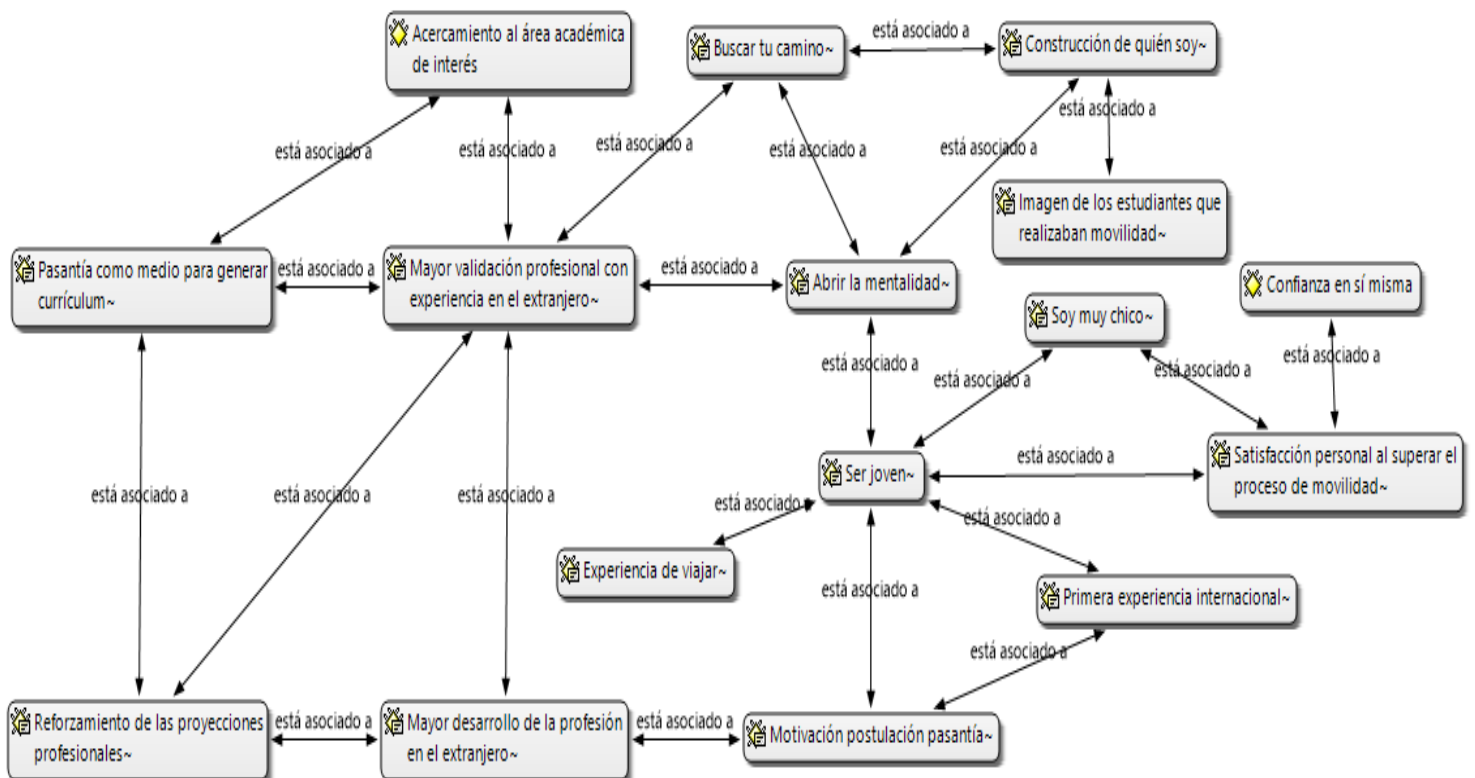 Acercamiento al área académica
de interés
Buscar tu camino~
está asociado a
Construcción de quién soy~
está asociado a
está asociado a
está asociado a
está asociado a
está asociado a
está asociado a
Imagen de los estudiantes que
realizaban movilidad~
Pasantía como medio para generar
currículum~
está asociado a
Mayor validación profesional con
experiencia en el extranjero~
está asociado a
Abrir la mentalidad~
Confianza en sí misma
Soy muy chico~
está asociado a
está asociado a
está asociado a
está asociado a
Ser joven~
está asociado a
Satisfacción personal al superar el
proceso de movilidad~
está asociado a
está asociado a
está asociado a
está asociado a
está asociado a
Experiencia de viajar~
está asociado a
Primera experiencia internacional~
está asociado a
Reforzamiento de las proyecciones
profesionales~
está asociado a
Mayor desarrollo de la profesión
en el extranjero~
está asociado a
Motivación postulación pasantía~